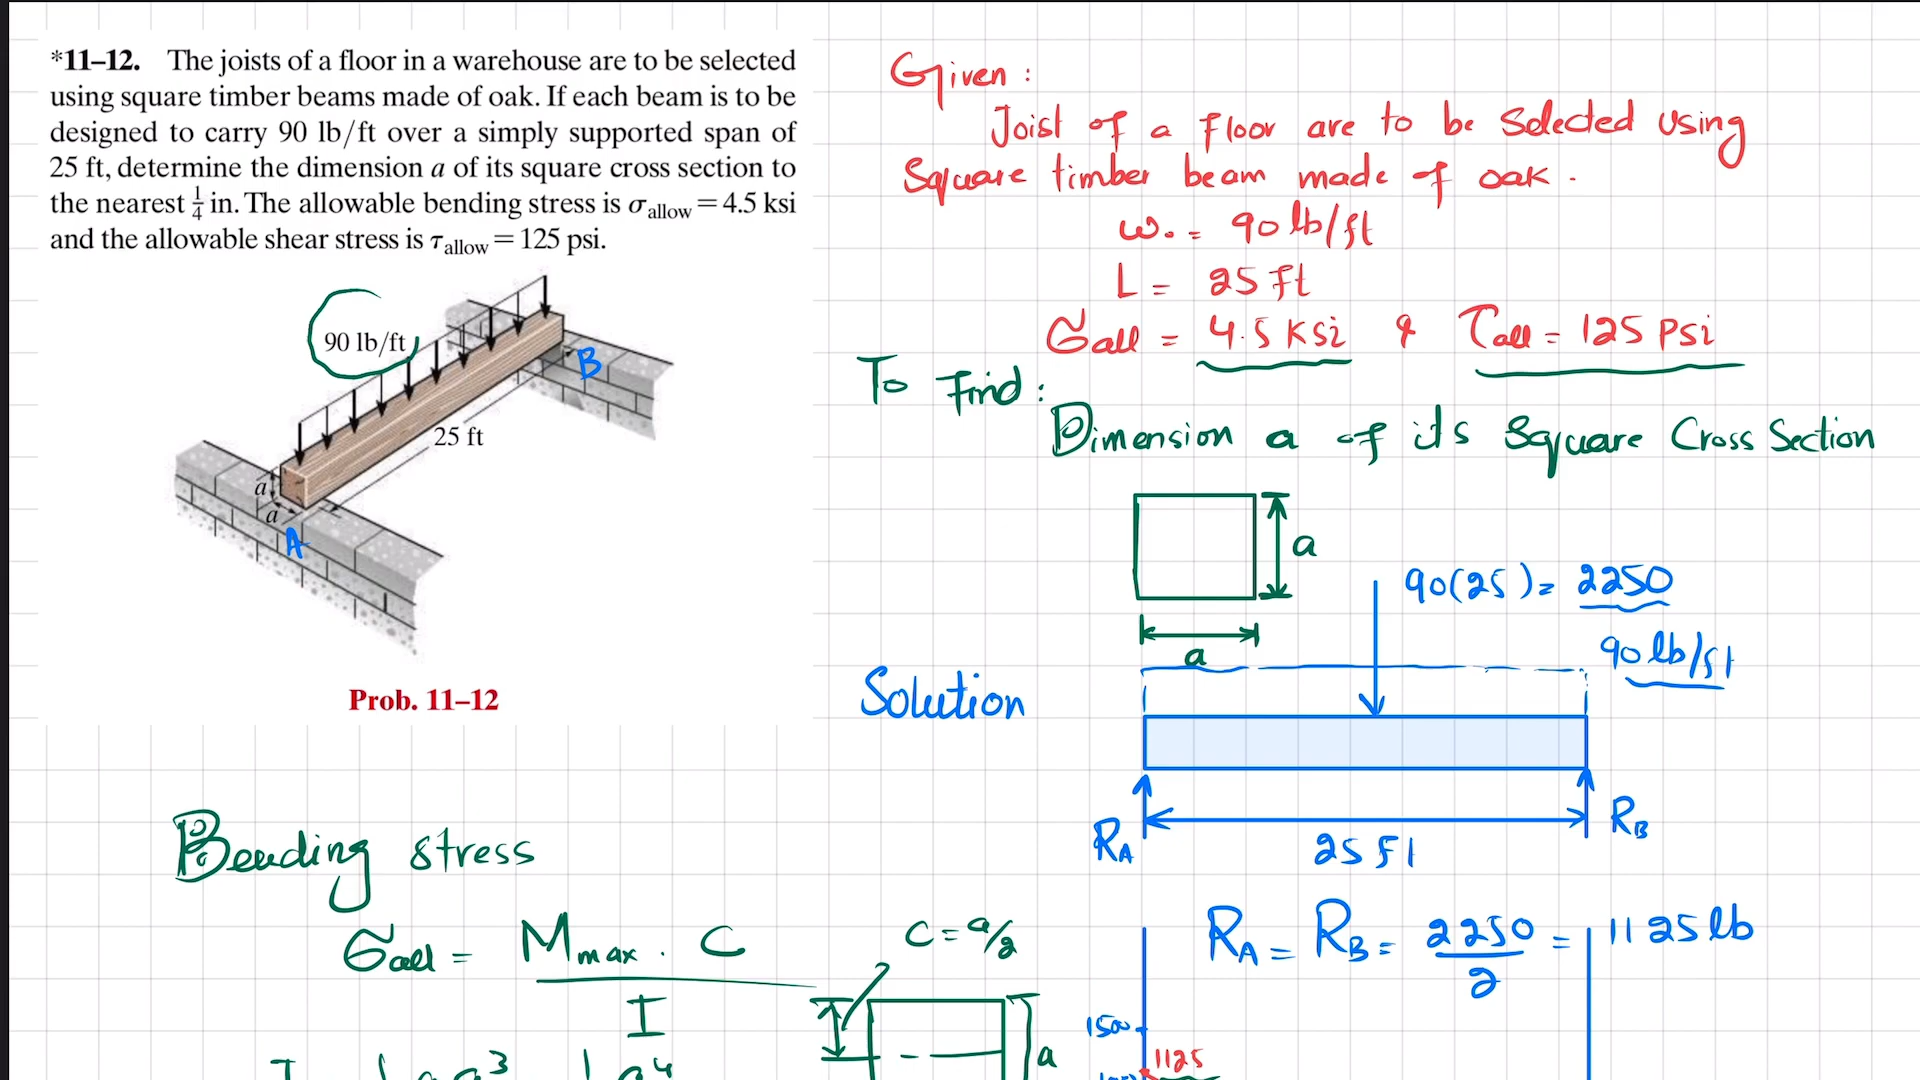 *11–12. The joists of a floor in a warehouse are to be selected
using square timber beams made of oak. If each beam is to be
designed to carry 90 lb/ft over a simply supported span of
25 ft, determine the dimension a of its square cross section to
the nearest 1/4 in. The allowable bending stress is σallow = 4.5 ksi
and the allowable shear stress is τallow = 125 psi.
90 lb/ft
B
25 ft
a
a
A
Prob. 11–12
Given :
Joist of a Floor are to be Selected Using
Square timber beam made of oak .
w. = 90 lb/ft
L = 25 ft
σall = 4.5 Ksi & τall = 125 Psi
To Find :
Dimension a of its Square Cross Section
a
a
90(25) = 2250
90 lb/ft
Solution
RA
RB
25 Ft
RA = RB = 2250/2 = 1125 lb
Bending stress
σall = Mmax . C / I
C = a/2
a
1500
1125